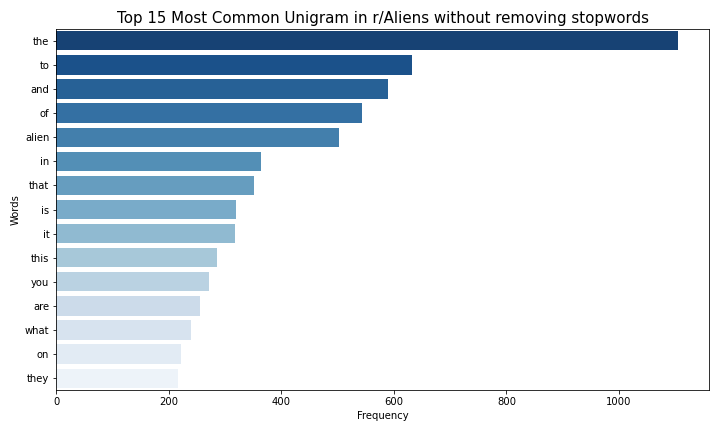 Top 15 Most Common Unigram in r/Aliens without removing stopwords
the
to
and
of
alien
in
that
is
it
this
you
are
what
on
they
Words
0 200 400 600 800 1000
Frequency